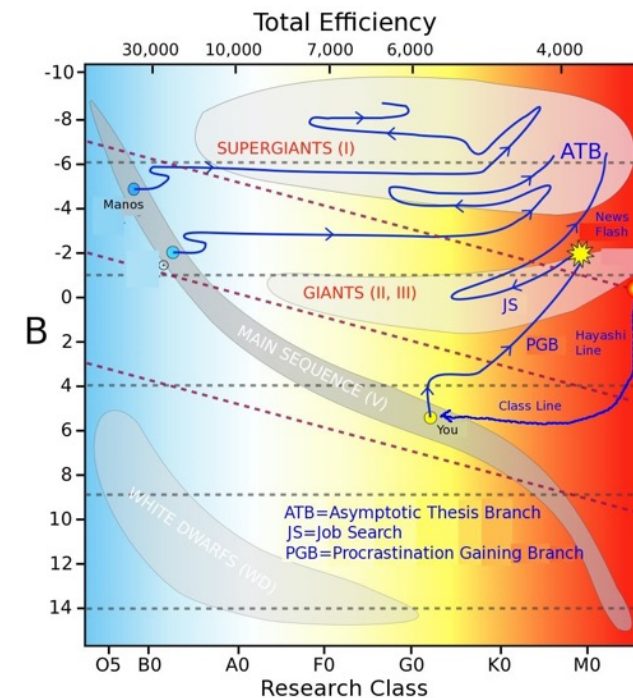 Total Efficiency
30,000 10,000 7,000 6,000 4,000
-10
-8
-6
-4
-2
0
2
4
6
8
10
12
14
B
SUPERGIANTS (I)
ATB
Manos
News
Flash
GIANTS (II, III)
JS
MAIN SEQUENCE (V)
PGB
Hayashi
Line
Class Line
You
WHITE DWARFS (WD)
ATB=Asymptotic Thesis Branch
JS=Job Search
PGB=Procrastination Gaining Branch
O5 B0 A0 F0 G0 K0 M0
Research Class